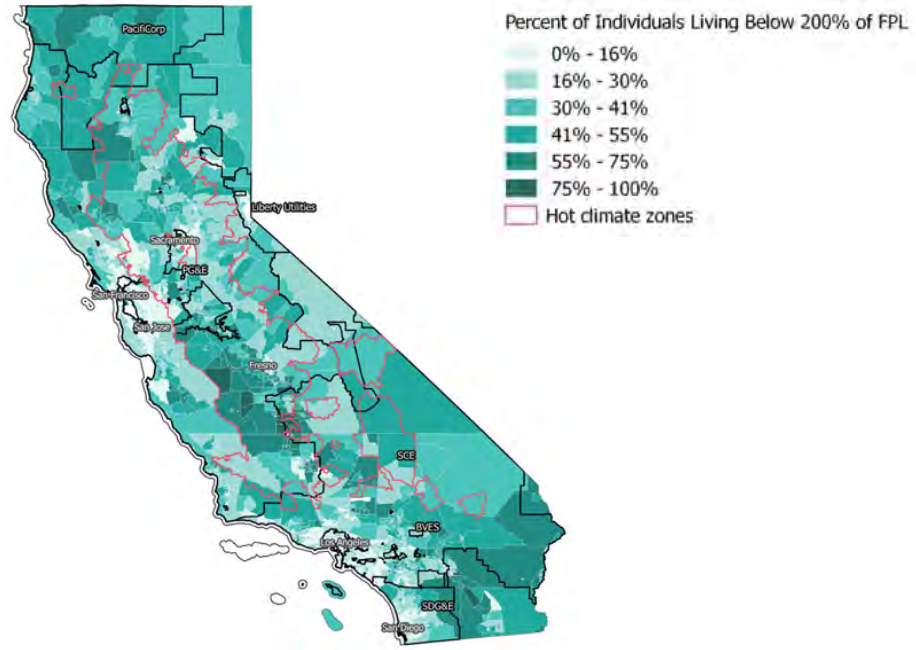 Percent of Individuals Living Below 200% of FPL
0% - 16%
16% - 30%
30% - 41%
41% - 55%
55% - 75%
75% - 100%
Hot climate zones
PacifiCorp
Liberty Utilities
Sacramento
PG&E
San Francisco
San Jose
Fresno
SCE
BVES
Los Angeles
SDG&E
San Diego